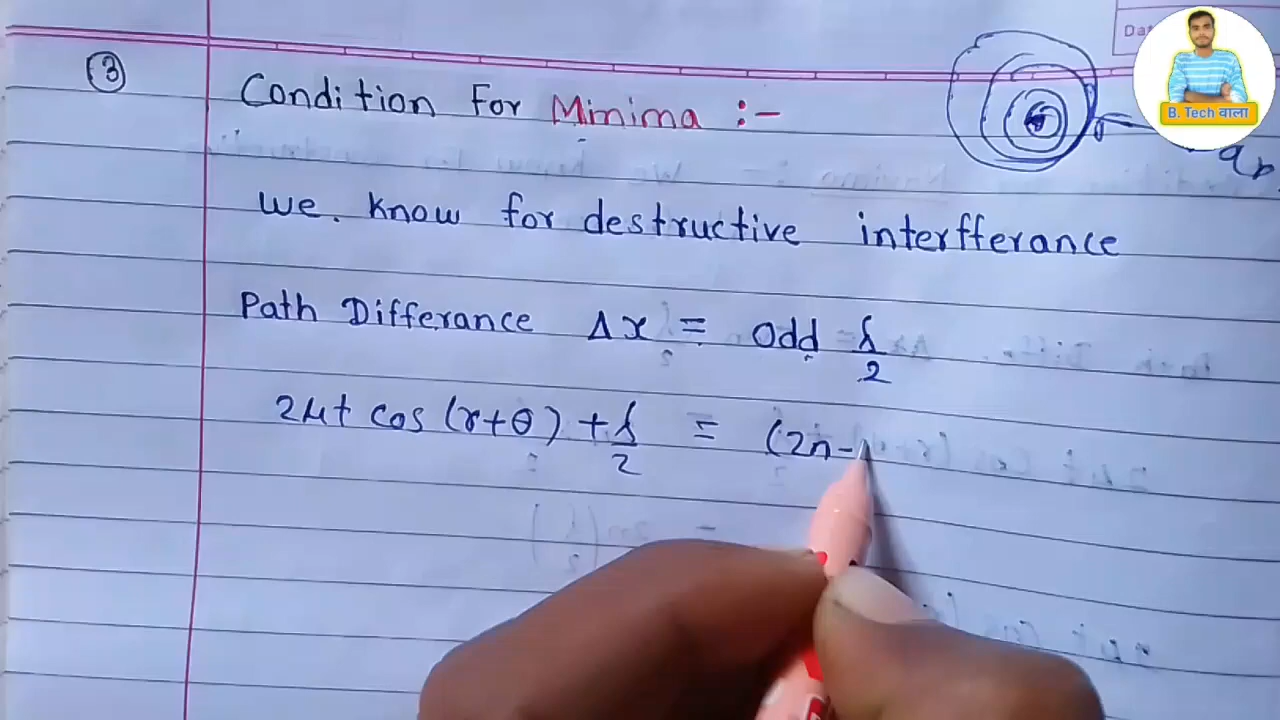 Dat
B. Tech वाला
③ Condition For Minima :-
We. know for destructive interfferance
Path Differance Δx = Odd λ/2
2μt cos (r+θ) + λ/2 = (2n-